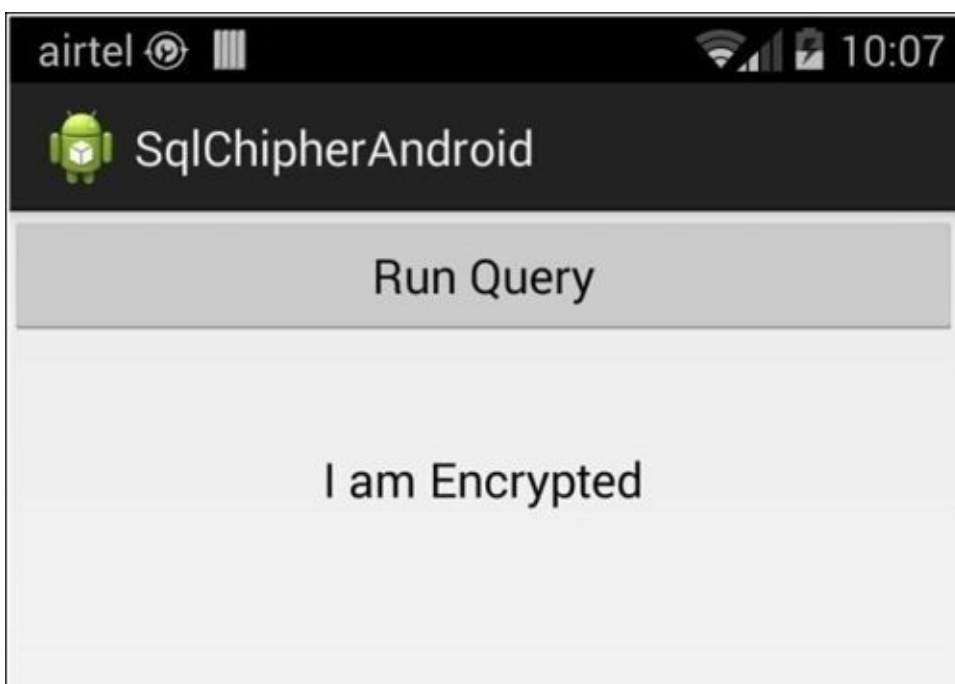 airtel 10:07
SqlChipherAndroid
Run Query
I am Encrypted